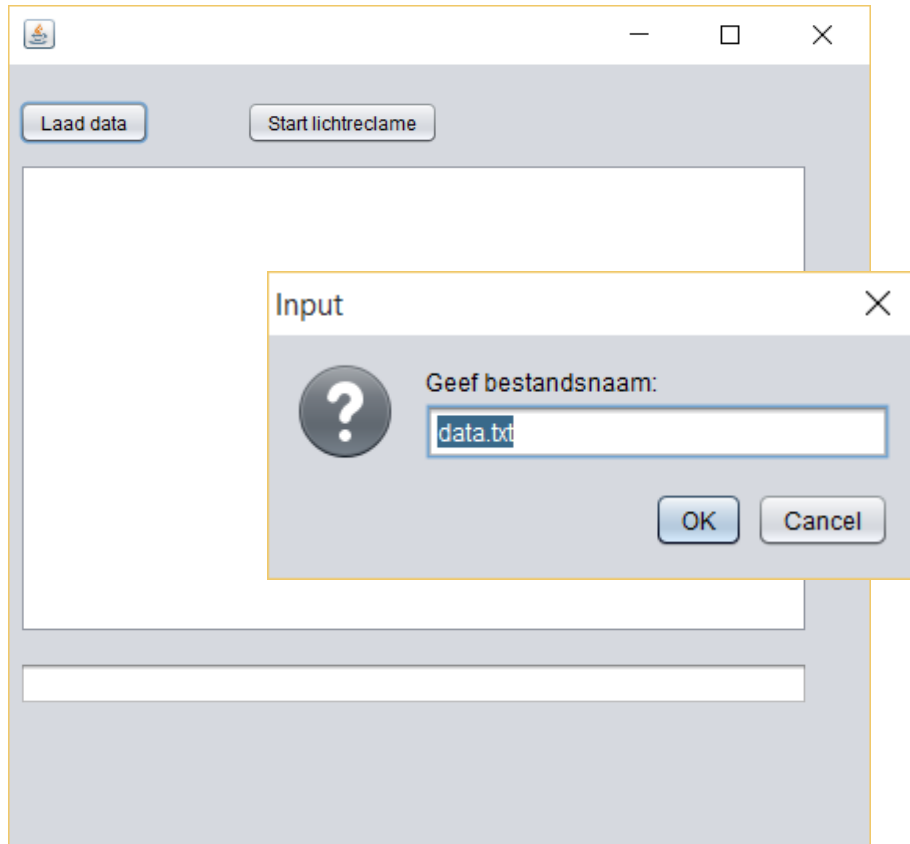 Laad data
Start lichtreclame
Input
Geef bestandsnaam:
data.txt
OK
Cancel